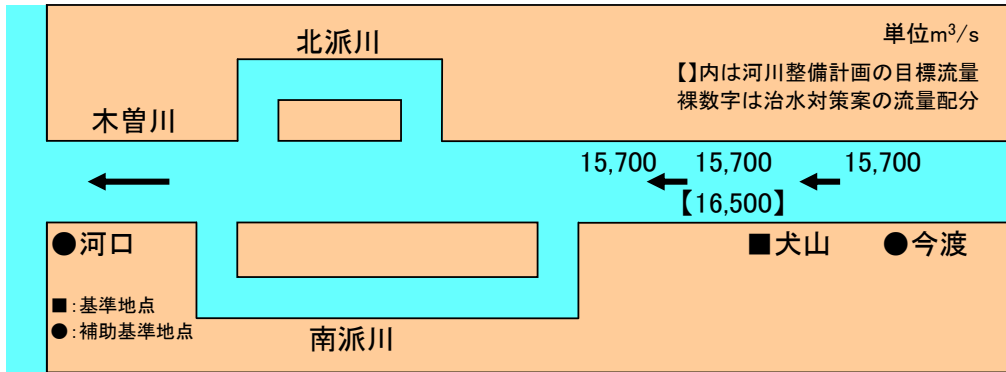 単位m³/s
【】内は河川整備計画の目標流量
裸数字は治水対策案の流量配分
北派川
木曽川
15,700 15,700 15,700
【16,500】
●河口
■犬山 ●今渡
■:基準地点
●:補助基準地点
南派川